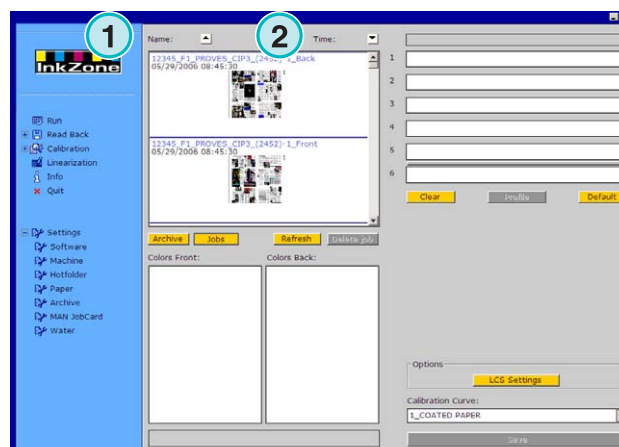 1
2
InkZone
Run
Read Back
Calibration
Linearization
Info
Quit
Settings
Software
Machine
Hotfolder
Paper
Archive
MAN JobCard
Water
Name:
Time:
12345_F1_PROVES_CIP3_(2452)-1_Back
05/29/2006 08:45:30
12345_F1_PROVES_CIP3_(2452)-1_Front
05/29/2006 08:45:30
Archive
Jobs
Refresh
Delete job
Colors Front:
Colors Back:
1
2
3
4
5
6
Clear
Profile
Default
Options
LCS Settings
Calibration Curve:
1_COATED PAPER
Save